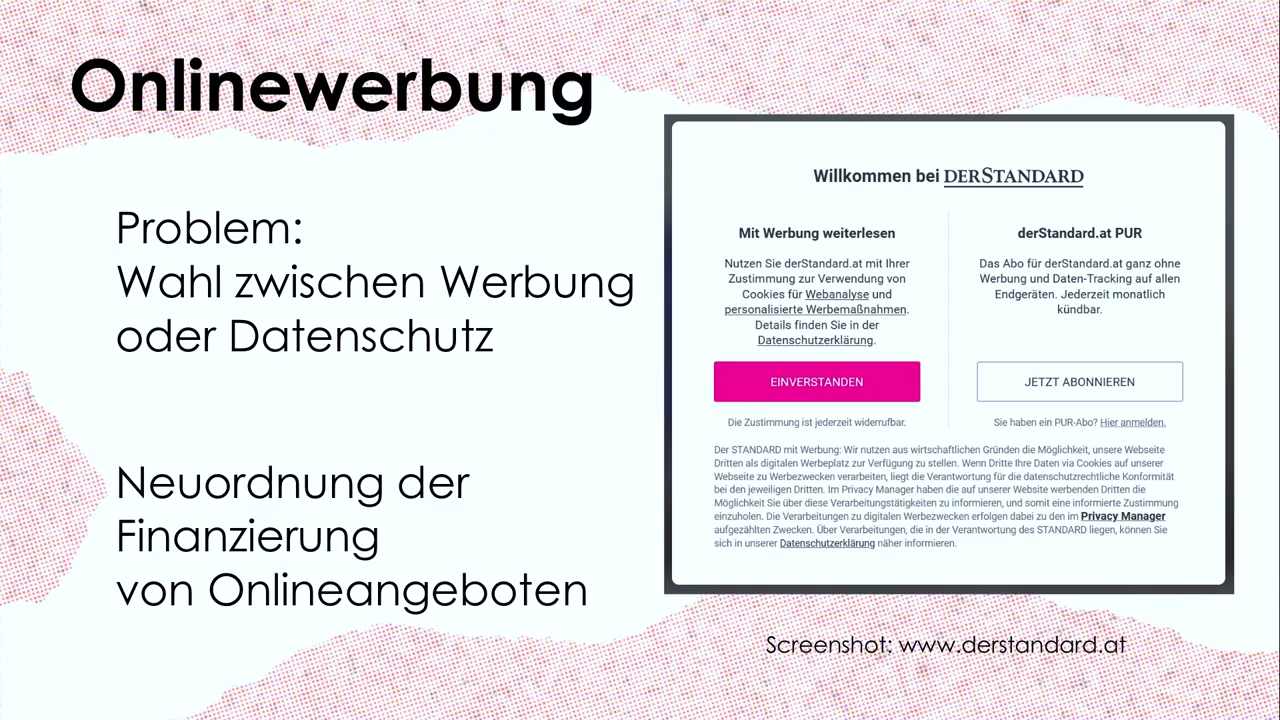 Onlinewerbung
Problem:
Wahl zwischen Werbung
oder Datenschutz
Neuordnung der
Finanzierung
von Onlineangeboten
Willkommen bei DERSTANDARD
Mit Werbung weiterlesen
Nutzen Sie derStandard.at mit Ihrer
Zustimmung zur Verwendung von
Cookies für Webanalyse und
personalisierte Werbemaßnahmen.
Details finden Sie in der
Datenschutzerklärung.
EINVERSTANDEN
Die Zustimmung ist jederzeit widerrufbar.
derStandard.at PUR
Das Abo für derStandard.at ganz ohne
Werbung und Daten-Tracking auf allen
Endgeräten. Jederzeit monatlich
kündbar.
JETZT ABONNIEREN
Sie haben ein PUR-Abo? Hier anmelden.
Der STANDARD mit Werbung: Wir nutzen aus wirtschaftlichen Gründen die Möglichkeit, unsere Webseite
Dritten als digitalen Werbeplatz zur Verfügung zu stellen. Wenn Dritte Ihre Daten via Cookies auf unserer
Webseite zu Werbezwecken verarbeiten, liegt die Verantwortung für die datenschutzrechtliche Konformität
bei den jeweiligen Dritten. Im Privacy Manager haben die auf unserer Website werbenden Dritten die
Möglichkeit Sie über diese Verarbeitungstätigkeiten zu informieren, und somit eine informierte Zustimmung
einzuholen. Die Verarbeitungen zu digitalen Werbezwecken erfolgen dabei zu den im Privacy Manager
aufgezählten Zwecken. Über Verarbeitungen, die in der Verantwortung des STANDARD liegen, können Sie
sich in unserer Datenschutzerklärung näher informieren.
Screenshot: www.derstandard.at